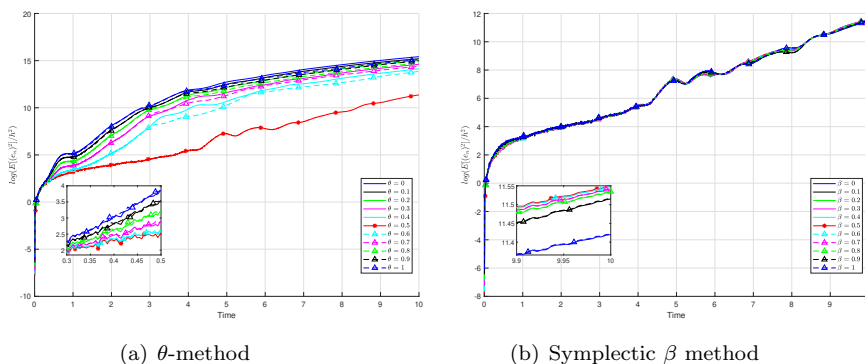 20
15
10
5
0
-5
-10
log(E[(e_n)^2]/h^2)
0 1 2 3 4 5 6 7 8 9 10
Time
4
3.5
3
2.5
2
0.3 0.35 0.4 0.45 0.5
θ = 0
θ = 0.1
θ = 0.2
θ = 0.3
θ = 0.4
θ = 0.5
θ = 0.6
θ = 0.7
θ = 0.8
θ = 0.9
θ = 1
(a) θ-method
12
10
8
6
4
2
0
-2
-4
-6
-8
log(E[(e_n)^2]/h^2)
0 1 2 3 4 5 6 7 8 9
Time
11.55
11.5
11.45
11.4
9.9 9.95 10
β = 0
β = 0.1
β = 0.2
β = 0.3
β = 0.4
β = 0.5
β = 0.6
β = 0.7
β = 0.8
β = 0.9
β = 1
(b) Symplectic β method